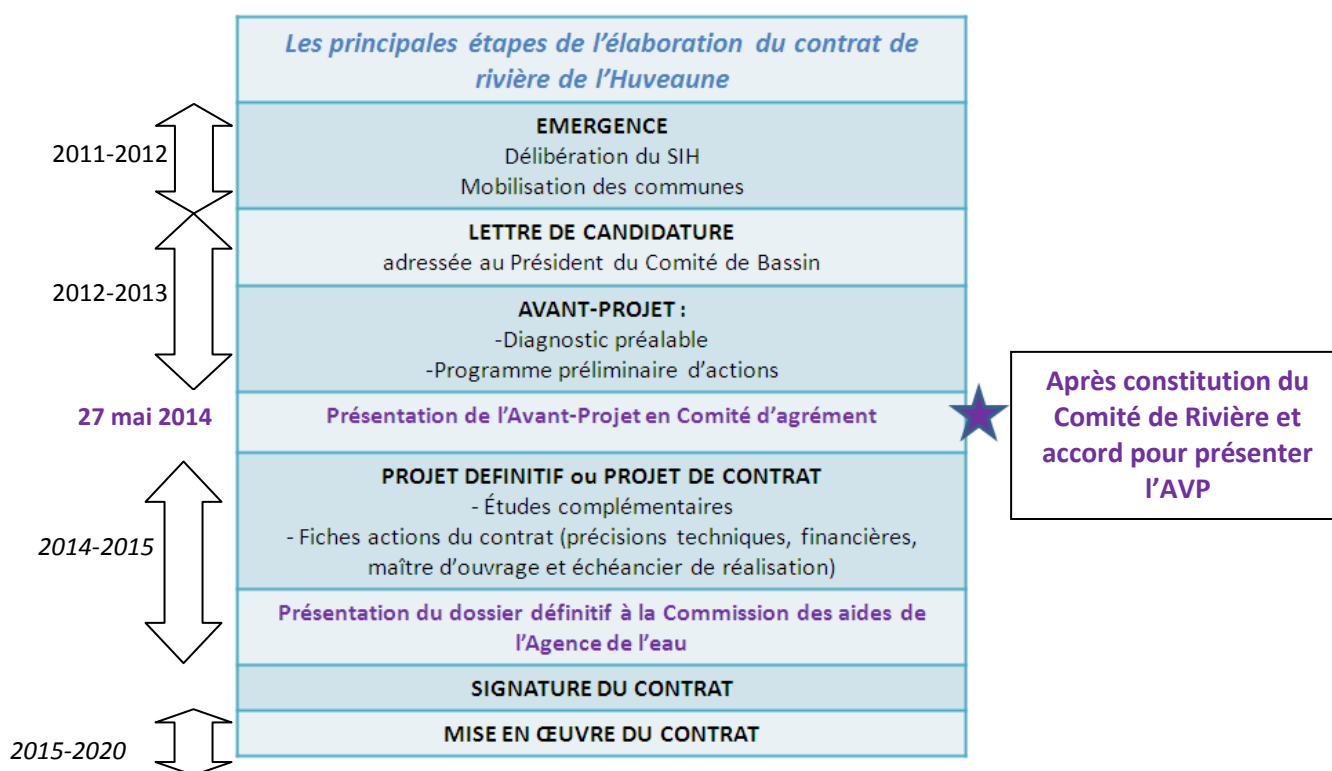 Les principales étapes de l'élaboration du contrat de
rivière de l'Huveaune
2011-2012
EMERGENCE
Délibération du SIH
Mobilisation des communes
2012-2013
LETTRE DE CANDIDATURE
adressée au Président du Comité de Bassin
AVANT-PROJET :
-Diagnostic préalable
-Programme préliminaire d'actions
27 mai 2014
Présentation de l'Avant-Projet en Comité d'agrément
Après constitution du
Comité de Rivière et
accord pour présenter
l'AVP
2014-2015
PROJET DEFINITIF ou PROJET DE CONTRAT
- Études complémentaires
- Fiches actions du contrat (précisions techniques, financières,
maître d'ouvrage et échéancier de réalisation)
Présentation du dossier définitif à la Commission des aides de
l'Agence de l'eau
SIGNATURE DU CONTRAT
2015-2020
MISE EN ŒUVRE DU CONTRAT